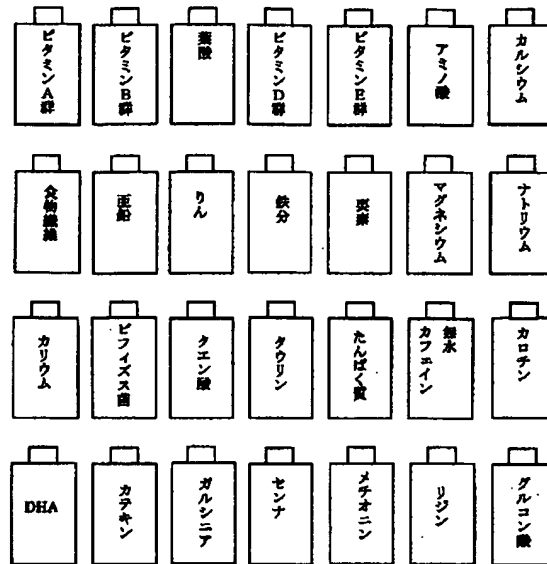 ビタミンA群
ビタミンB群
葉酸
ビタミンD群
ビタミンE群
アミノ酸
カルシウム
食物繊維
亜鉛
りん
鉄分
葉素
マグネシウム
ナトリウム
カリウム
ビフィズス菌
クエン酸
タウリン
たんぱく質
無水
カフェイン
カロチン
DHA
カテキン
ガルシニア
センナ
メチオニン
リジン
グルコン酸